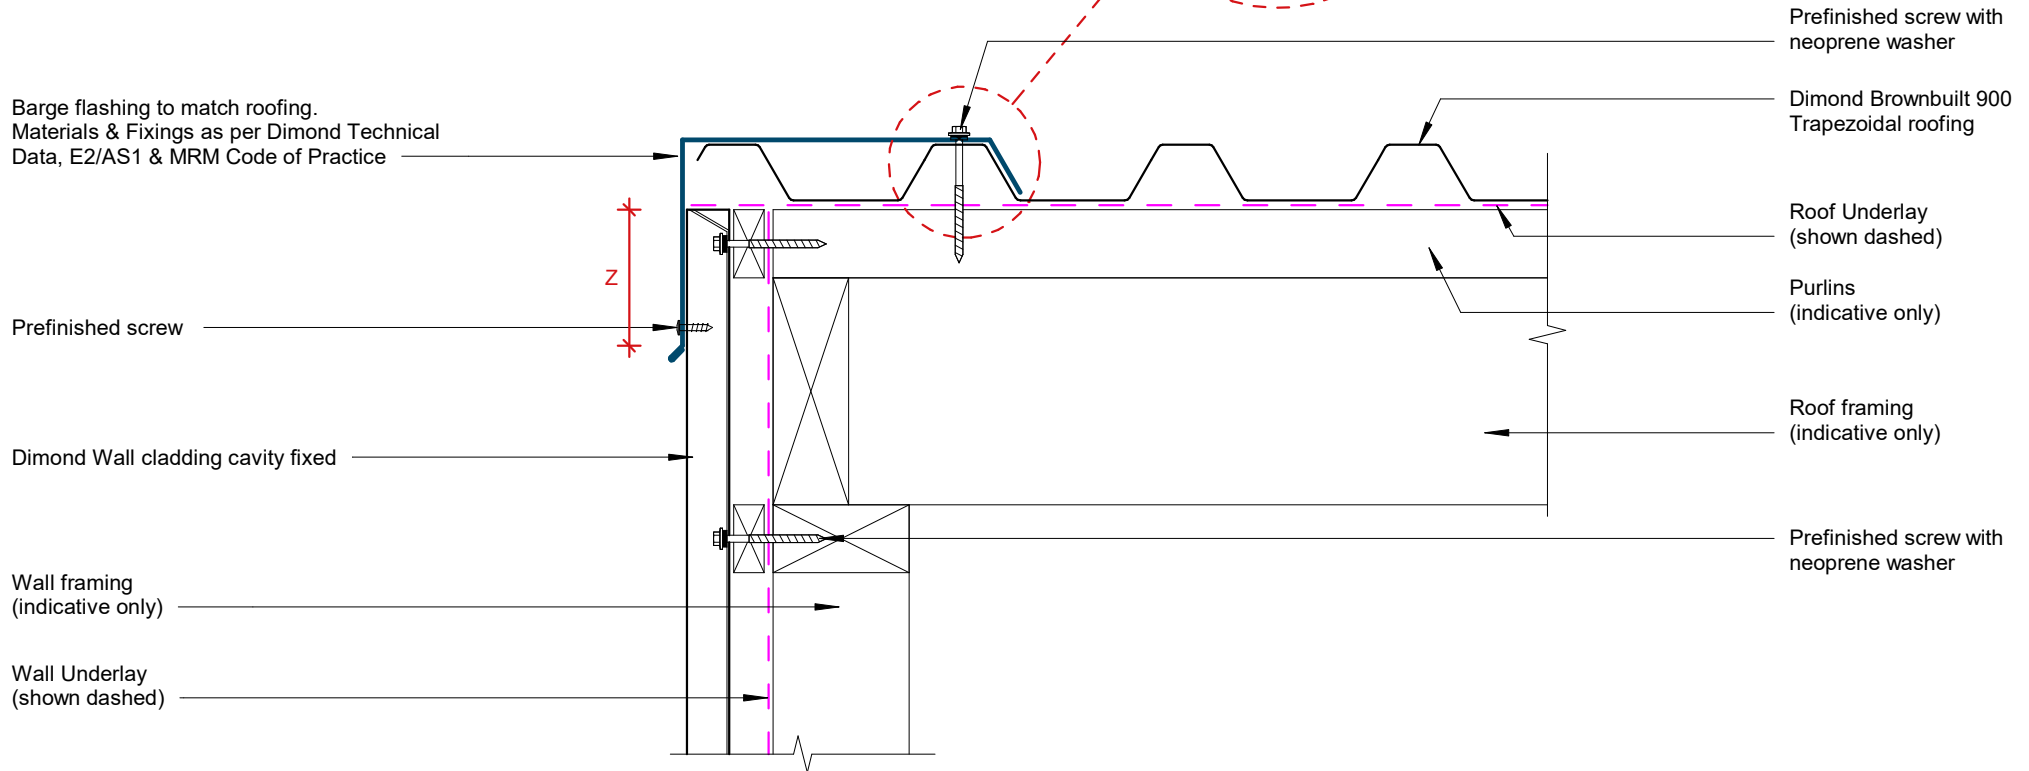 Prefinished screw with
neoprene washer
Barge flashing to match roofing.
Materials & Fixings as per Dimond Technical
Data, E2/AS1 & MRM Code of Practice
Dimond Brownbuilt 900
Trapezoidal roofing
Roof Underlay
(shown dashed)
Z
Purlins
(indicative only)
Prefinished screw
Roof framing
(indicative only)
Dimond Wall cladding cavity fixed
Prefinished screw with
neoprene washer
Wall framing
(indicative only)
Wall Underlay
(shown dashed)